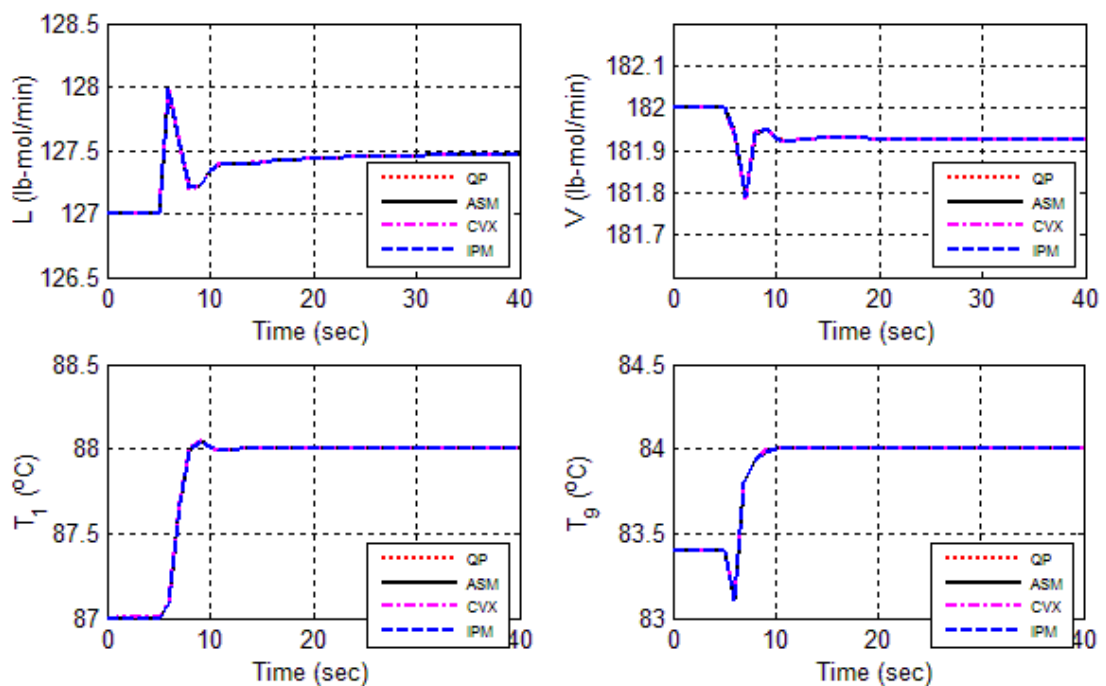 128.5
128
127.5
127
126.5
L (lb-mol/min)
0 10 20 30 40
Time (sec)
QP
ASM
CVX
IPM
182.1
182
181.9
181.8
181.7
V (lb-mol/min)
0 10 20 30 40
Time (sec)
QP
ASM
CVX
IPM
88.5
88
87.5
87
T1 (oC)
0 10 20 30 40
Time (sec)
QP
ASM
CVX
IPM
84.5
84
83.5
83
T9 (oC)
0 10 20 30 40
Time (sec)
QP
ASM
CVX
IPM